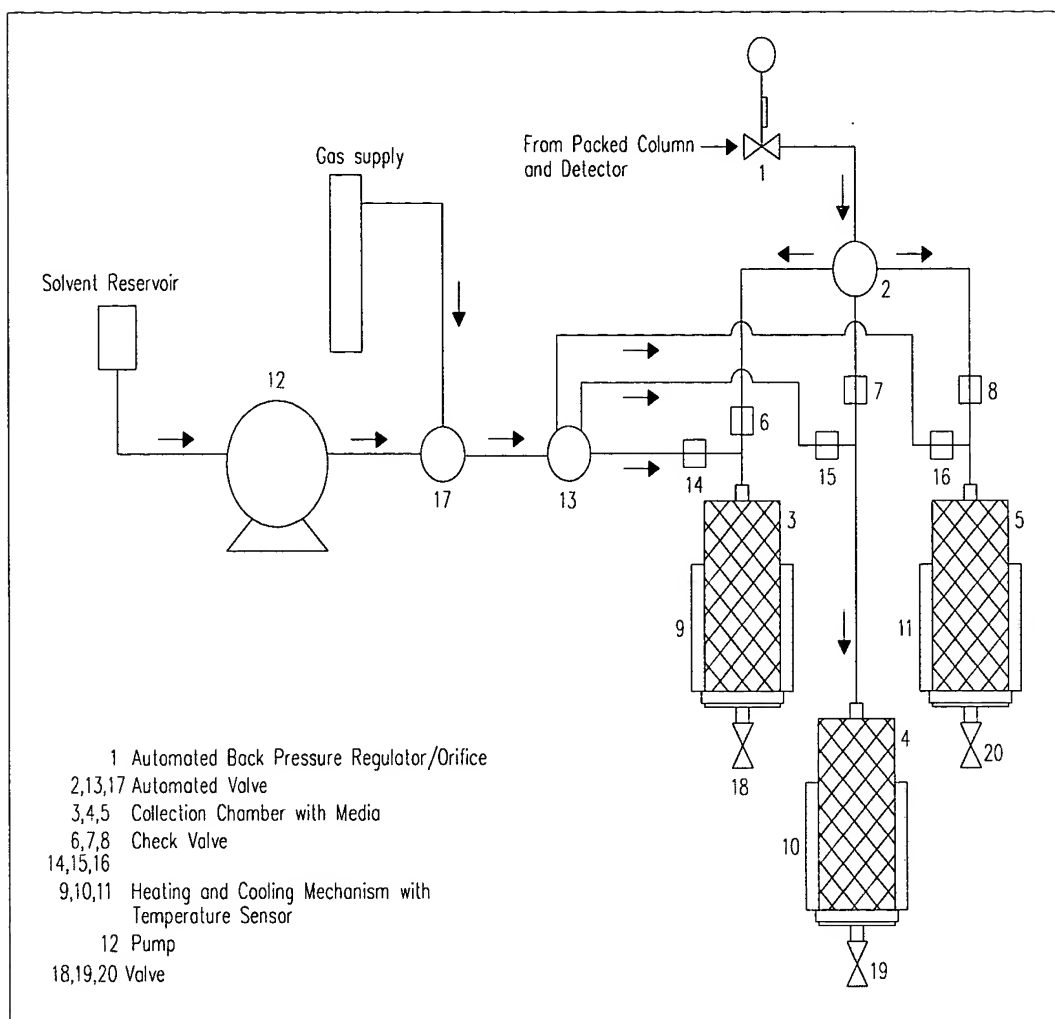 From Packed Column
and Detector
1
Gas supply
2
Solvent Reservoir
12
7
8
6
17
13
14
15
16
3
5
9
11
4
18
20
10
19
1 Automated Back Pressure Regulator/Orifice
2,13,17 Automated Valve
3,4,5 Collection Chamber with Media
6,7,8 Check Valve
14,15,16
9,10,11 Heating and Cooling Mechanism with
Temperature Sensor
12 Pump
18,19,20 Valve